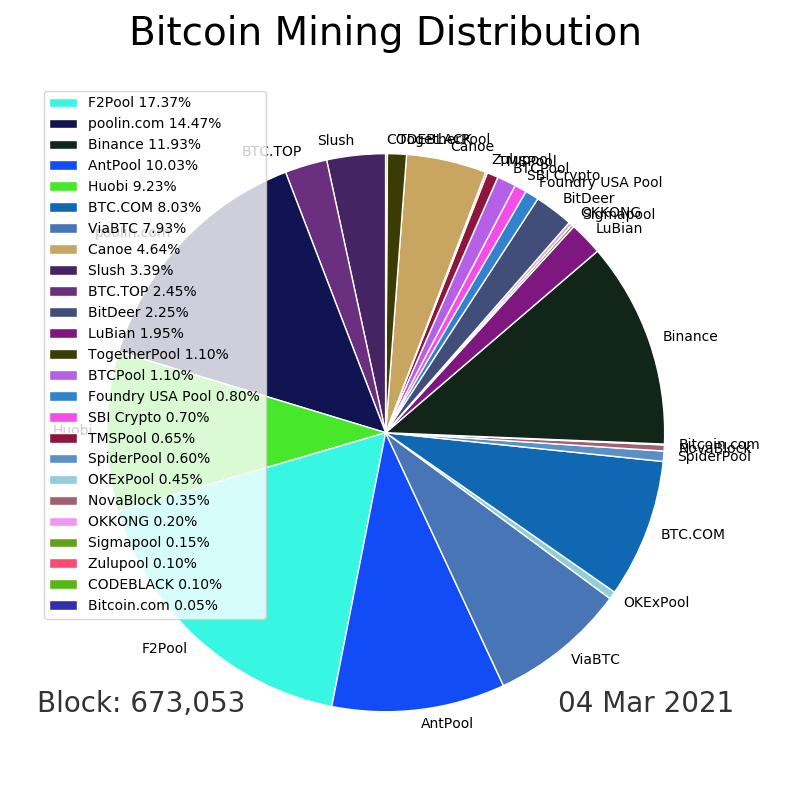 Bitcoin Mining Distribution
F2Pool 17.37%
poolin.com 14.47%
Binance 11.93%
AntPool 10.03%
Huobi 9.23%
BTC.COM 8.03%
ViaBTC 7.93%
Canoe 4.64%
Slush 3.39%
BTC.TOP 2.45%
BitDeer 2.25%
LuBian 1.95%
TogetherPool 1.10%
BTCPool 1.10%
Foundry USA Pool 0.80%
SBI Crypto 0.70%
TMSPool 0.65%
SpiderPool 0.60%
OKExPool 0.45%
NovaBlock 0.35%
OKKONG 0.20%
Sigmapool 0.15%
Zulupool 0.10%
CODEBLACK 0.10%
Bitcoin.com 0.05%
BTC.TOP
Slush
CODEBLACK
TogetherPool
Canoe
Zulupool
TMSPool
BTCPool
SBI Crypto
Foundry USA Pool
BitDeer
OKKONG
Sigmapool
LuBian
poolin.com
Binance
Huobi
Bitcoin.com
NovaBlock
SpiderPool
BTC.COM
OKExPool
F2Pool
ViaBTC
AntPool
Block: 673,053
04 Mar 2021